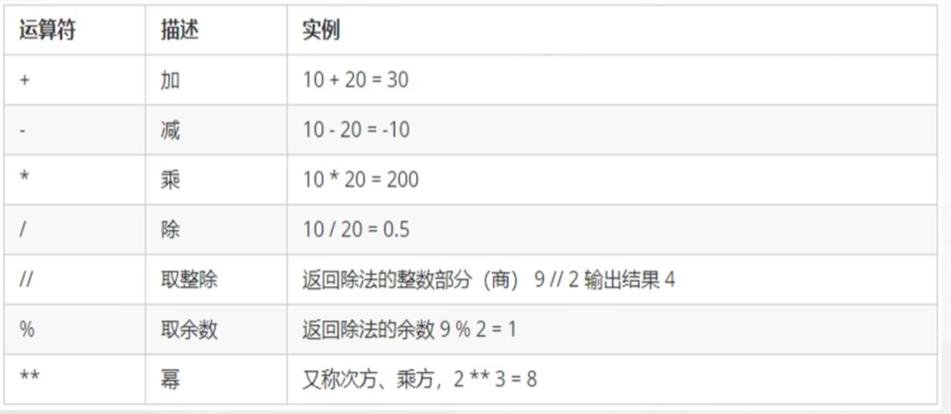 运算符 描述 实例
+ 加 10 + 20 = 30
- 减 10 - 20 = -10
* 乘 10 * 20 = 200
/ 除 10 / 20 = 0.5
// 取整除 返回除法的整数部分（商） 9 // 2 输出结果 4
% 取余数 返回除法的余数 9 % 2 = 1
** 幂 又称次方、乘方，2 ** 3 = 8